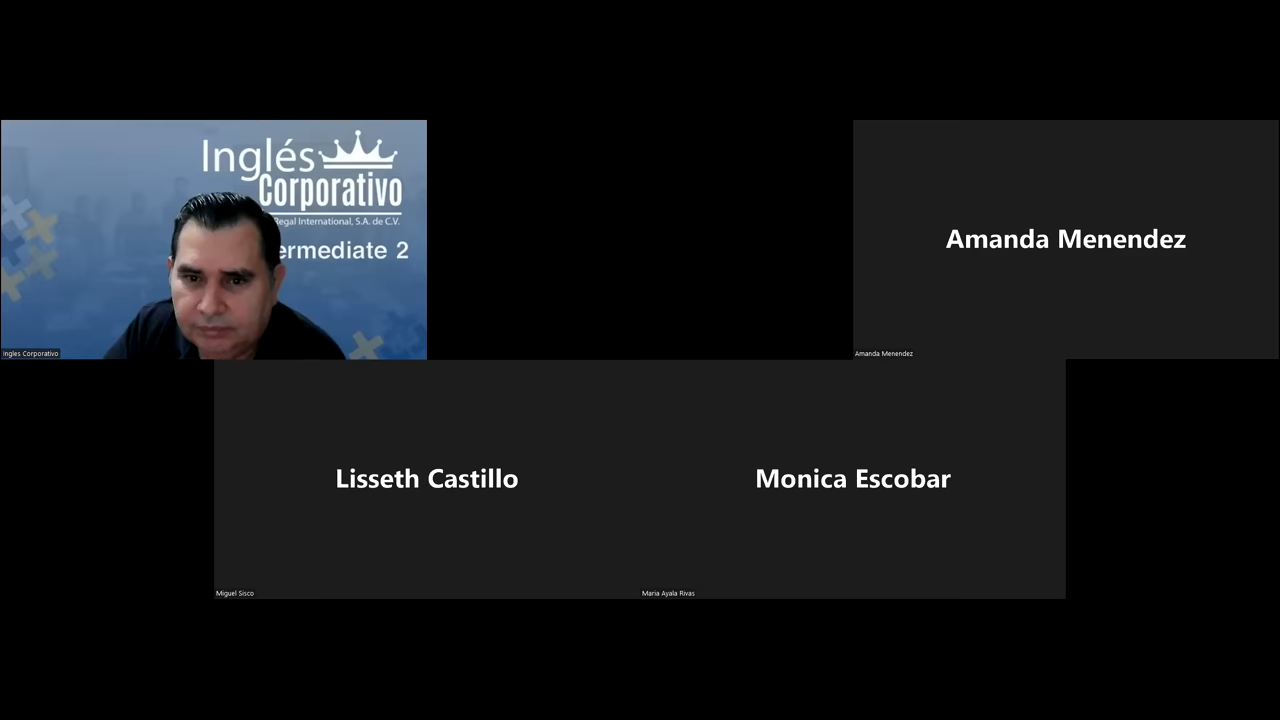 Inglés
Corporativo
Regal International, S.A. de C.V.
ermediate 2
Ingles Corporativo
Amanda Menendez
Amanda Menendez
Lisseth Castillo
Monica Escobar
Miguel Sisco
Maria Ayala Rivas